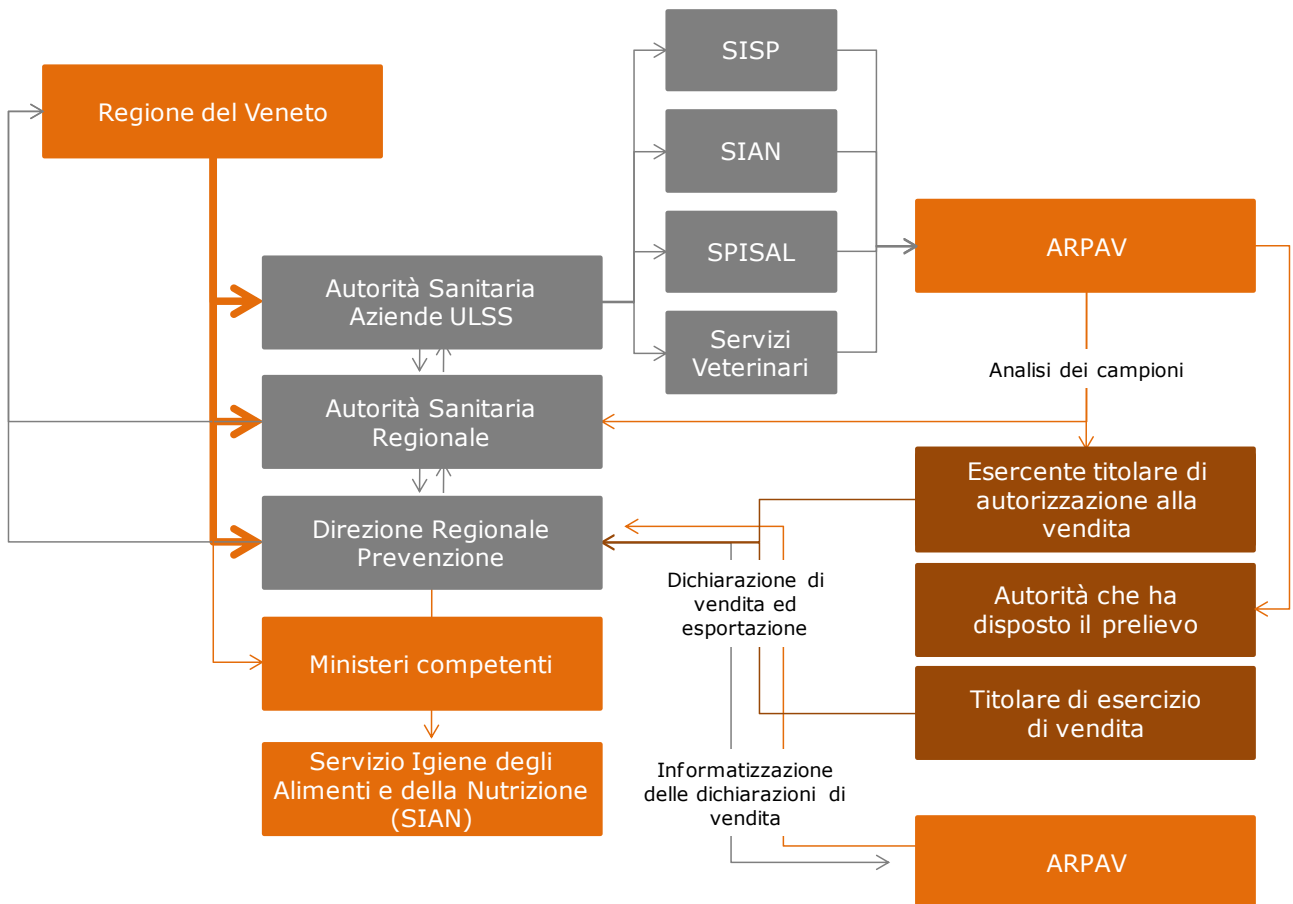 Regione del Veneto
SISP
SIAN
SPISAL
Servizi
Veterinari
ARPAV
Autorità Sanitaria
Aziende ULSS
Autorità Sanitaria
Regionale
Direzione Regionale
Prevenzione
Ministeri competenti
Servizio Igiene degli
Alimenti e della Nutrizione
(SIAN)
Analisi dei campioni
Esercente titolare di
autorizzazione alla
vendita
Autorità che ha
disposto il prelievo
Titolare di esercizio
di vendita
Dichiarazione di
vendita ed
esportazione
Informatizzazione
delle dichiarazioni di
vendita
ARPAV